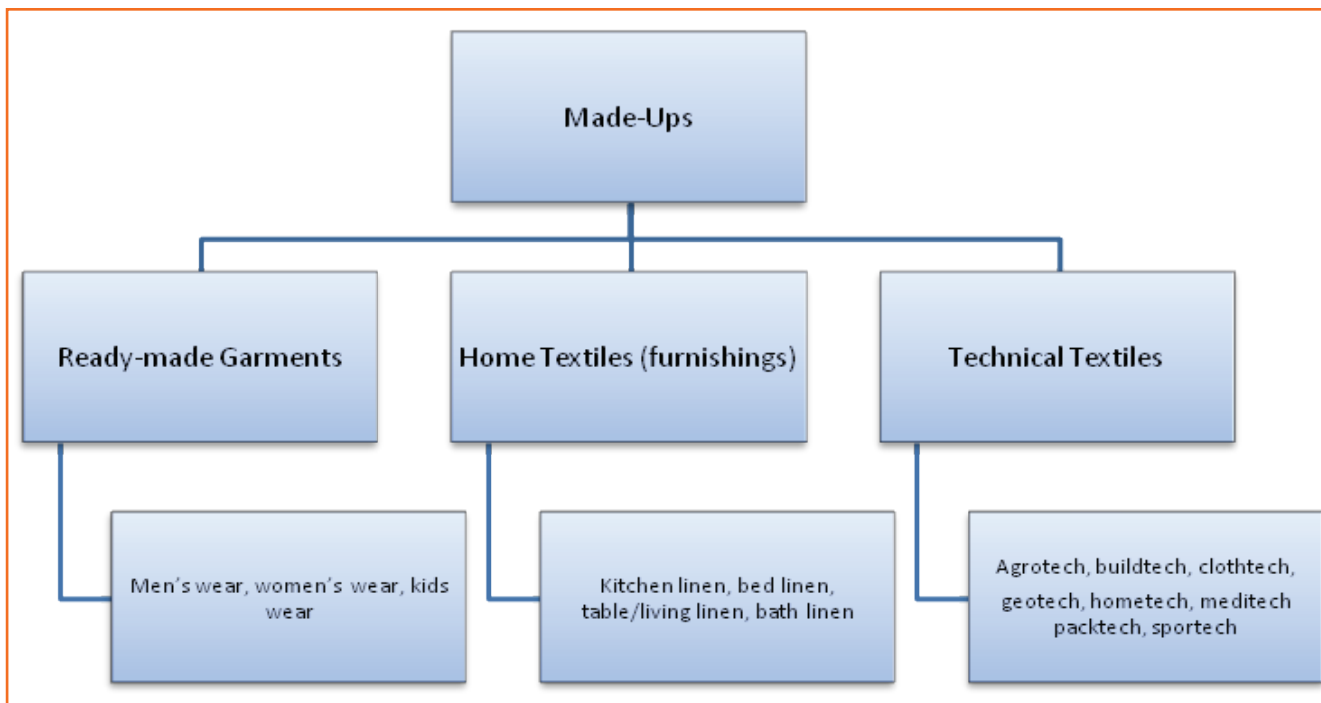 Made-Ups
Ready-made Garments
Home Textiles (furnishings)
Technical Textiles
Men’s wear, women’s wear, kids
wear
Kitchen linen, bed linen,
table/living linen, bath linen
Agrotech, buildtech, clothtech,
geotech, hometech, meditech
packtech, sportech